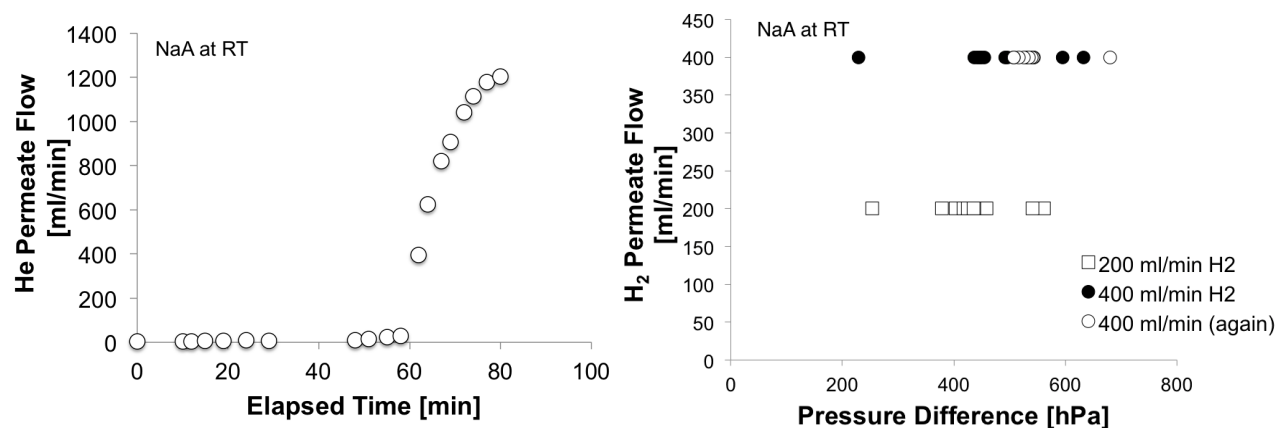 NaA at RT
He Permeate Flow
[ml/min]
1400
1200
1000
800
600
400
200
0
0 20 40 60 80 100
Elapsed Time [min]
NaA at RT
H₂ Permeate Flow
[ml/min]
450
400
350
300
250
200
150
100
50
0
0 200 400 600 800
Pressure Difference [hPa]
200 ml/min H2
400 ml/min H2
400 ml/min (again)